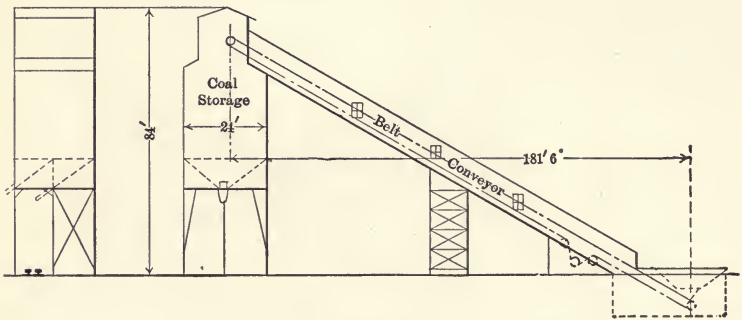 Coal
Storage
24'
84'
Belt
Conveyor
181' 6"